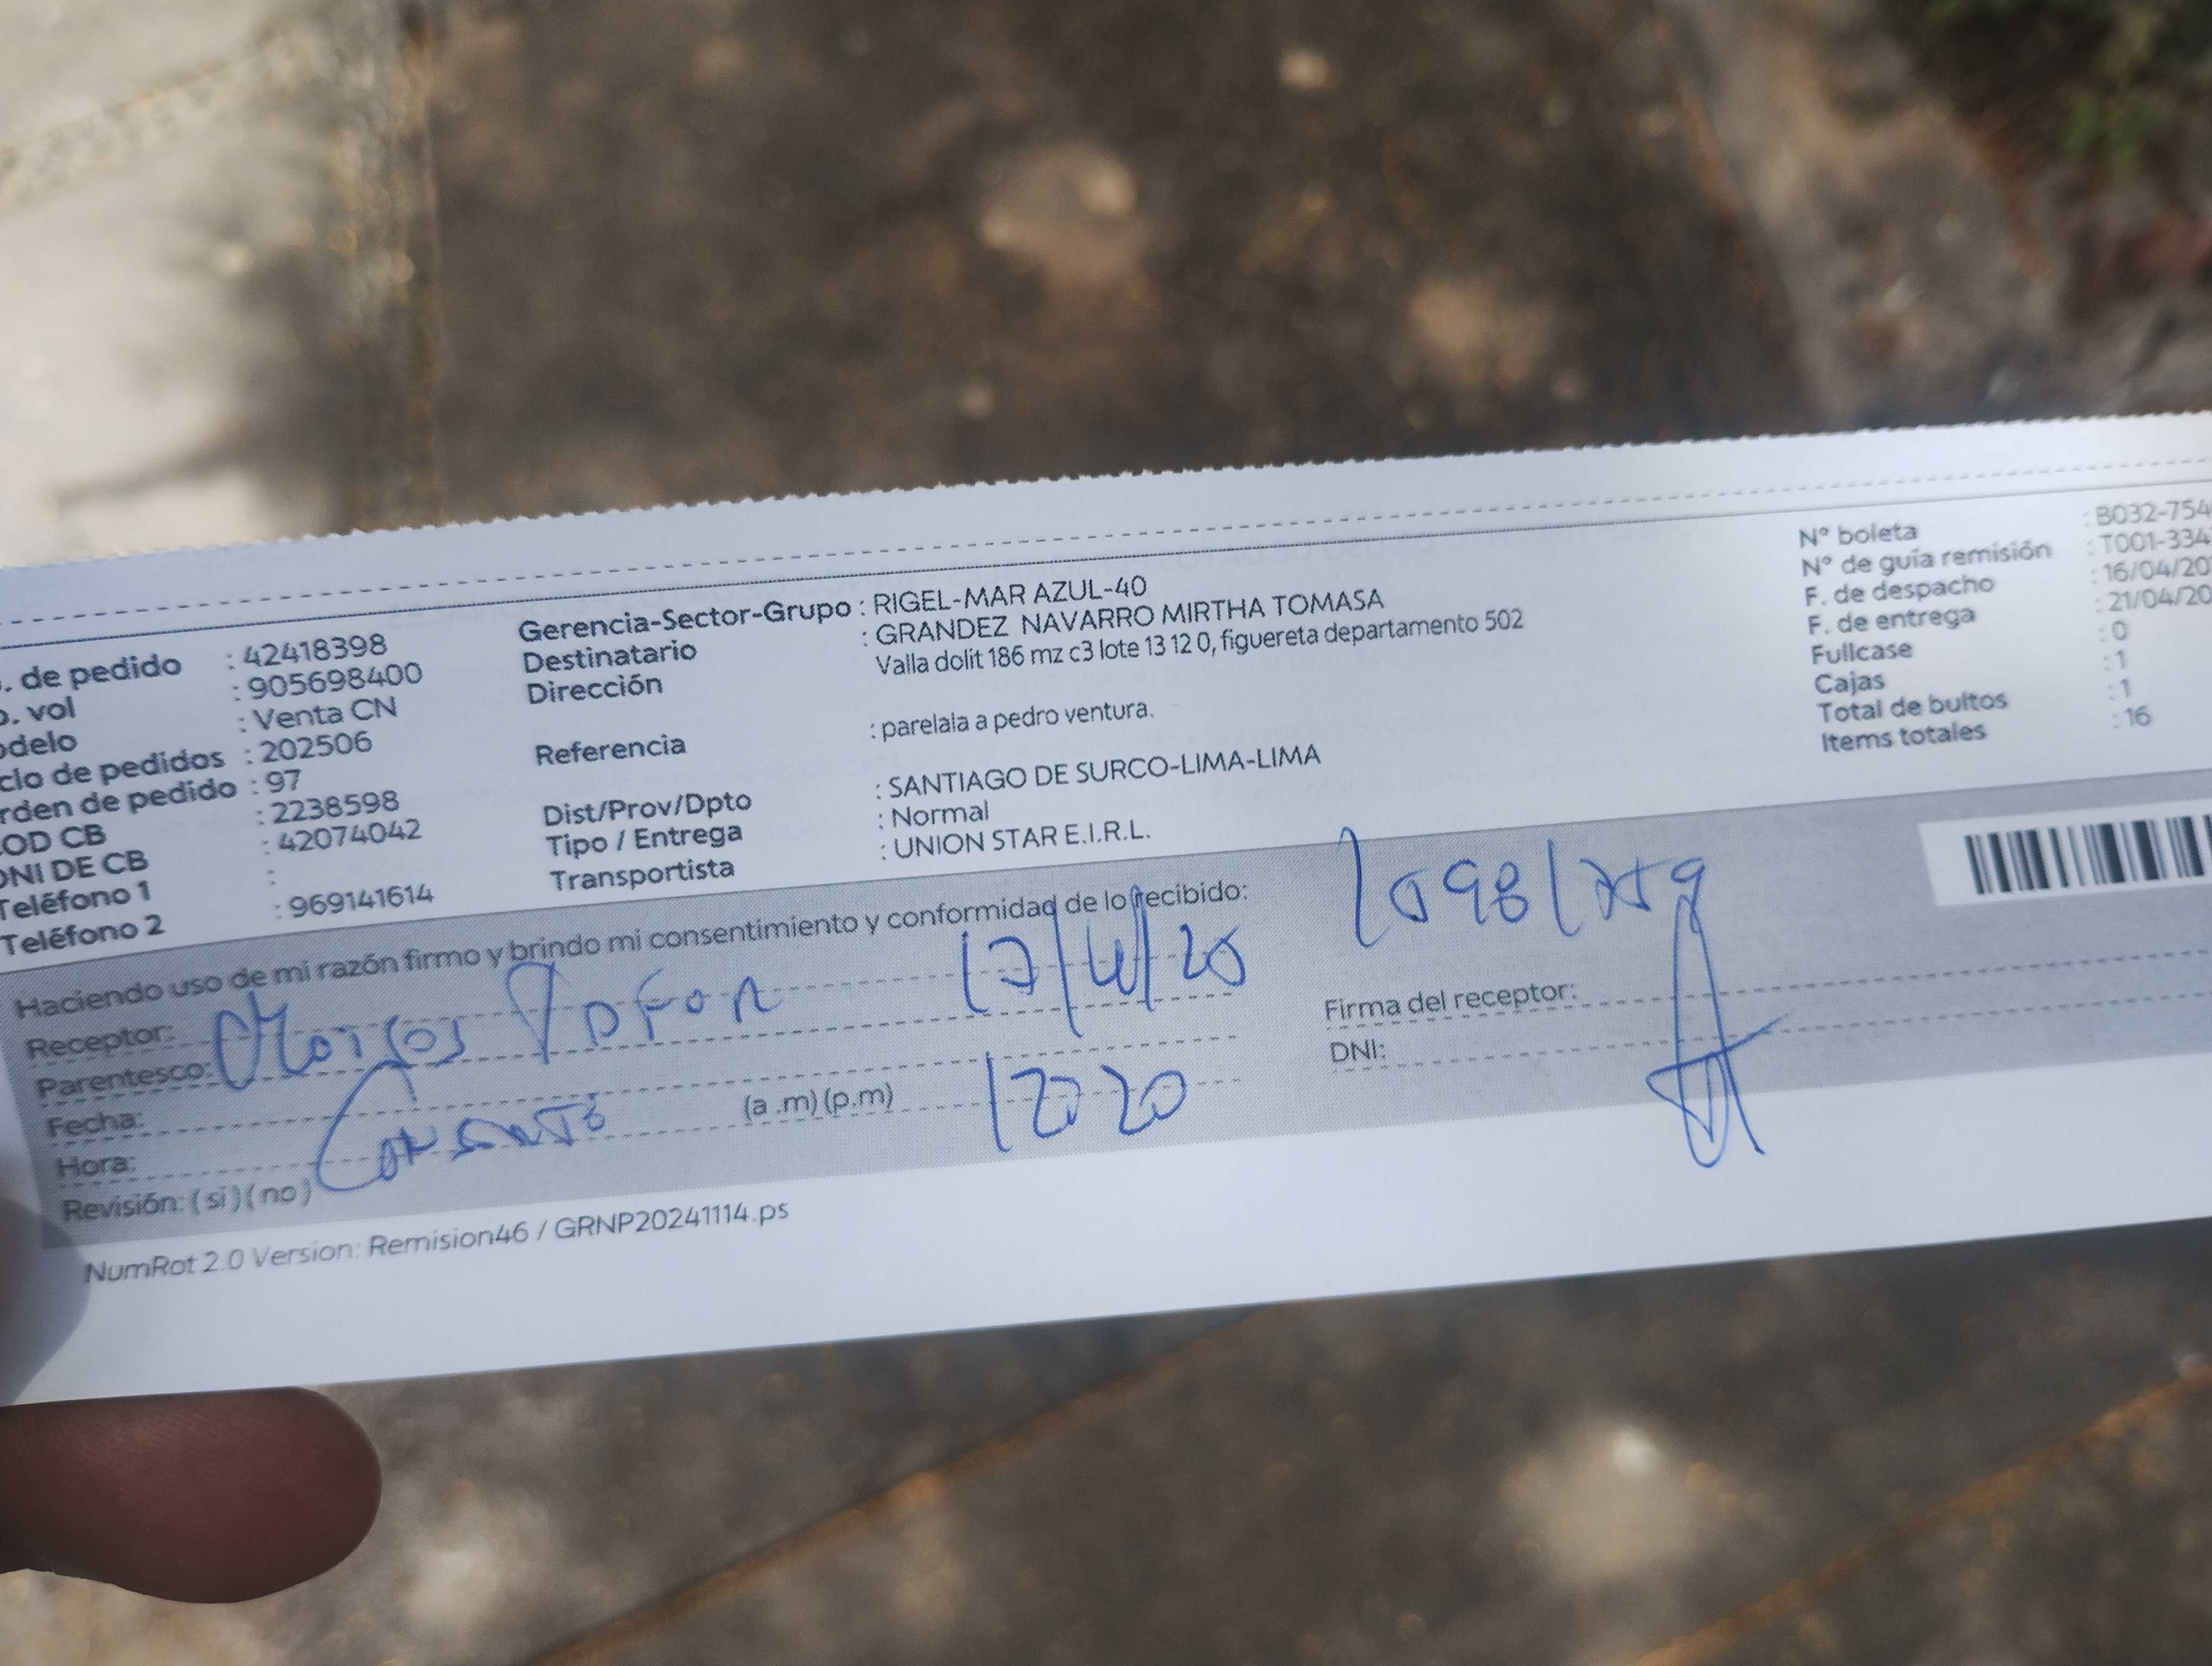 . de pedido : 42418398
. vol : 905698400
odelo : Venta CN
clo de pedidos : 202506
rden de pedido : 97
OD CB : 2238598
DNI DE CB : 42074042
Teléfono 1 :
Teléfono 2 : 969141614
Gerencia-Sector-Grupo : RIGEL-MAR AZUL-40
Destinatario : GRANDEZ NAVARRO MIRTHA TOMASA
Dirección Valla dolit 186 mz c3 lote 13 12 0, figuereta departamento 502
Referencia : parelala a pedro ventura.
Dist/Prov/Dpto : SANTIAGO DE SURCO-LIMA-LIMA
Tipo / Entrega : Normal
Transportista : UNION STAR E.I.R.L.
N° boleta : B032-754
N° de guía remisión : T001-334
F. de despacho : 16/04/20
F. de entrega : 21/04/20
Fullcase : 0
Cajas : 1
Total de bultos : 1
Items totales : 16
Haciendo uso de mi razón firmo y brindo mi consentimiento y conformidad de lo recibido:
Receptor: 17/4/25
Parentesco:
Fecha:
Hora: (a .m) (p.m) 1220
Revisión: ( si ) ( no )
Firma del receptor:
DNI:
NumRot 2.0 Version: Remision46 / GRNP20241114.ps